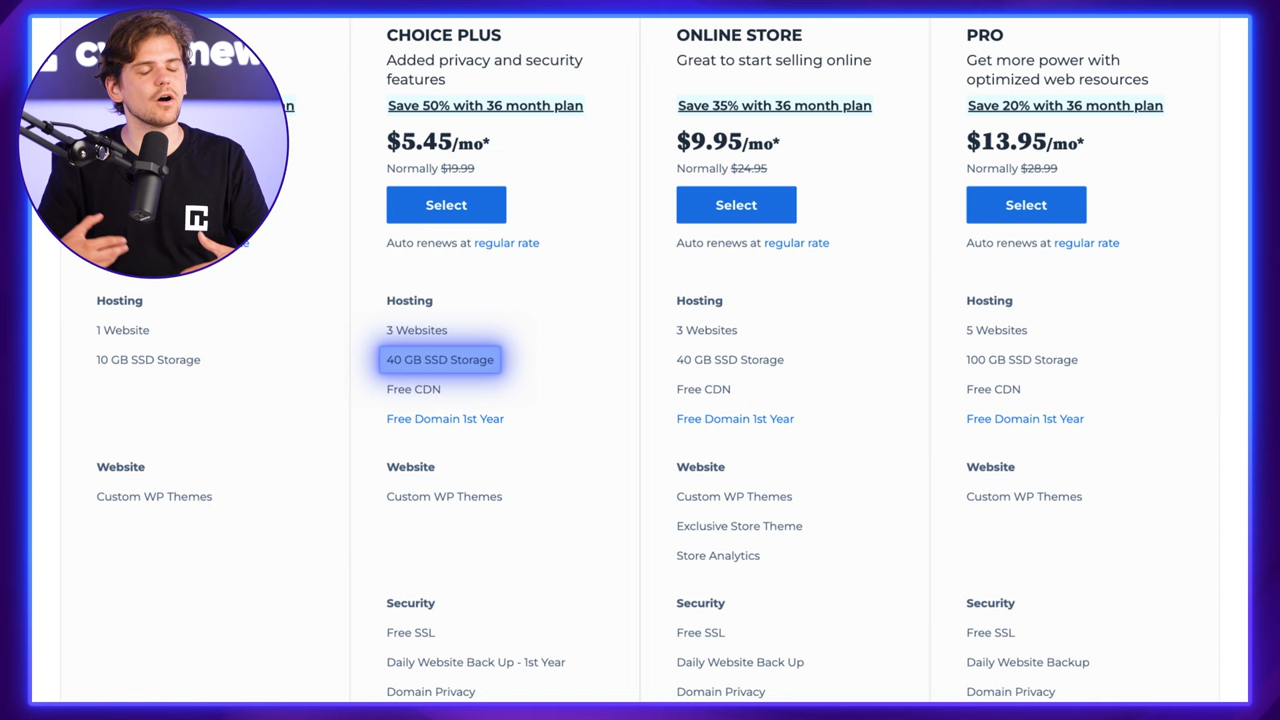 CHOICE PLUS
Added privacy and security
features
Save 50% with 36 month plan
$5.45/mo*
Normally $19.99
Select
Auto renews at regular rate
Hosting
3 Websites
40 GB SSD Storage
Free CDN
Free Domain 1st Year
Website
Custom WP Themes
Security
Free SSL
Daily Website Back Up - 1st Year
Domain Privacy
ONLINE STORE
Great to start selling online
Save 35% with 36 month plan
$9.95/mo*
Normally $24.95
Select
Auto renews at regular rate
Hosting
3 Websites
40 GB SSD Storage
Free CDN
Free Domain 1st Year
Website
Custom WP Themes
Exclusive Store Theme
Store Analytics
Security
Free SSL
Daily Website Back Up
Domain Privacy
PRO
Get more power with
optimized web resources
Save 20% with 36 month plan
$13.95/mo*
Normally $28.99
Select
Auto renews at regular rate
Hosting
5 Websites
100 GB SSD Storage
Free CDN
Free Domain 1st Year
Website
Custom WP Themes
Security
Free SSL
Daily Website Backup
Domain Privacy
Hosting
1 Website
10 GB SSD Storage
Website
Custom WP Themes